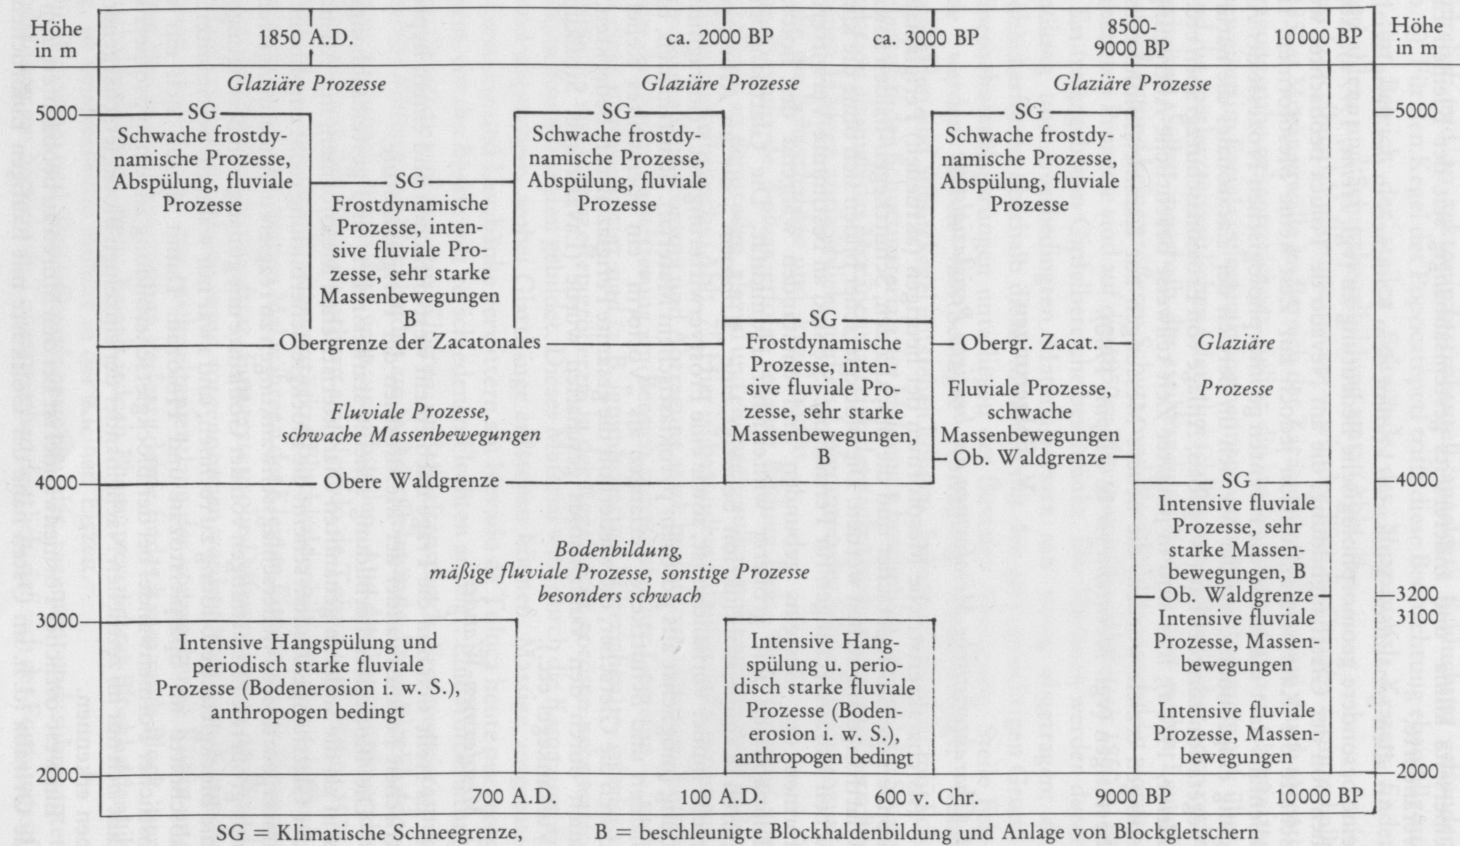 Höhe
in m
1850 A.D.
ca. 2000 BP
ca. 3000 BP
8500-
9000 BP
10000 BP
Höhe
in m
Glaziäre Prozesse
Glaziäre Prozesse
Glaziäre Prozesse
5000
SG
Schwache frostdy-
namische Prozesse,
Abspülung, fluviale
Prozesse
SG
Frostdynamische
Prozesse, inten-
sive fluviale Pro-
zesse, sehr starke
Massenbewegungen
B
SG
Schwache frostdy-
namische Prozesse,
Abspülung, fluviale
Prozesse
SG
Schwache frostdy-
namische Prozesse,
Abspülung, fluviale
Prozesse
5000
Obergrenze der Zacatonales
SG
Frostdynamische
Prozesse, inten-
sive fluviale Pro-
zesse, sehr starke
Massenbewegungen,
B
Obergr. Zacat.
Fluviale Prozesse,
schwache
Massenbewegungen
Ob. Waldgrenze
Glaziäre
Prozesse
Fluviale Prozesse,
schwache Massenbewegungen
4000
Obere Waldgrenze
SG
4000
Intensive fluviale
Prozesse, sehr
starke Massen-
bewegungen, B
Ob. Waldgrenze
3200
Intensive fluviale
Prozesse, Massen-
bewegungen
3100
Intensive fluviale
Prozesse, Massen-
bewegungen
Bodenbildung,
mäßige fluviale Prozesse, sonstige Prozesse
besonders schwach
3000
Intensive Hangspülung und
periodisch starke fluviale
Prozesse (Bodenerosion i. w. S.),
anthropogen bedingt
Intensive Hang-
spülung u. perio-
disch starke fluviale
Prozesse (Boden-
erosion i. w. S.),
anthropogen bedingt
2000
2000
700 A.D.
100 A.D.
600 v. Chr.
9000 BP
10000 BP
SG = Klimatische Schneegrenze,
B = beschleunigte Blockhaldenbildung und Anlage von Blockgletschern